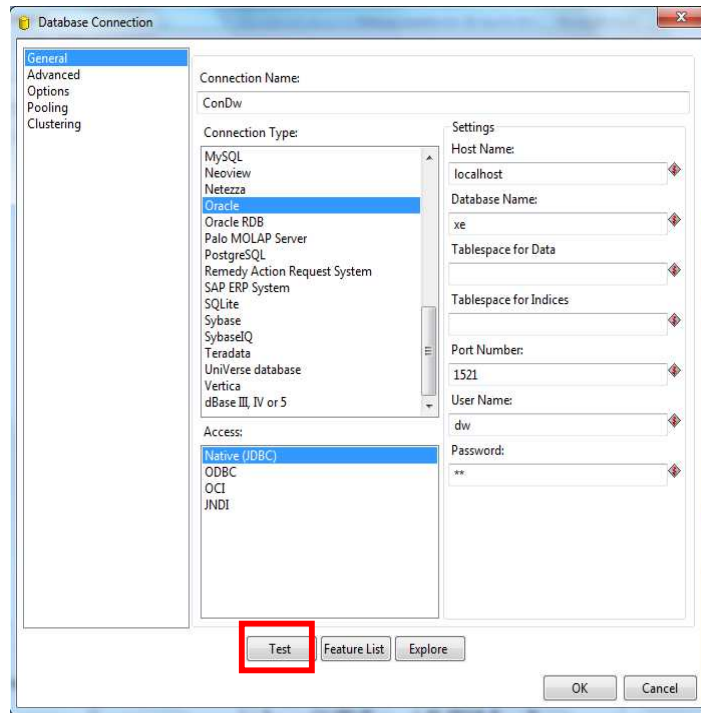 Database Connection
General
Advanced
Options
Pooling
Clustering
Connection Name:
ConDw
Connection Type:
MySQL
Neoview
Netezza
Oracle
Oracle RDB
Palo MOLAP Server
PostgreSQL
Remedy Action Request System
SAP ERP System
SQLite
Sybase
SybaseIQ
Teradata
UniVerse database
Vertica
dBase III, IV or 5
Access:
Native (JDBC)
ODBC
OCI
JNDI
Settings
Host Name:
localhost
Database Name:
xe
Tablespace for Data
Tablespace for Indices
Port Number:
1521
User Name:
dw
Password:
**
Test
Feature List
Explore
OK
Cancel